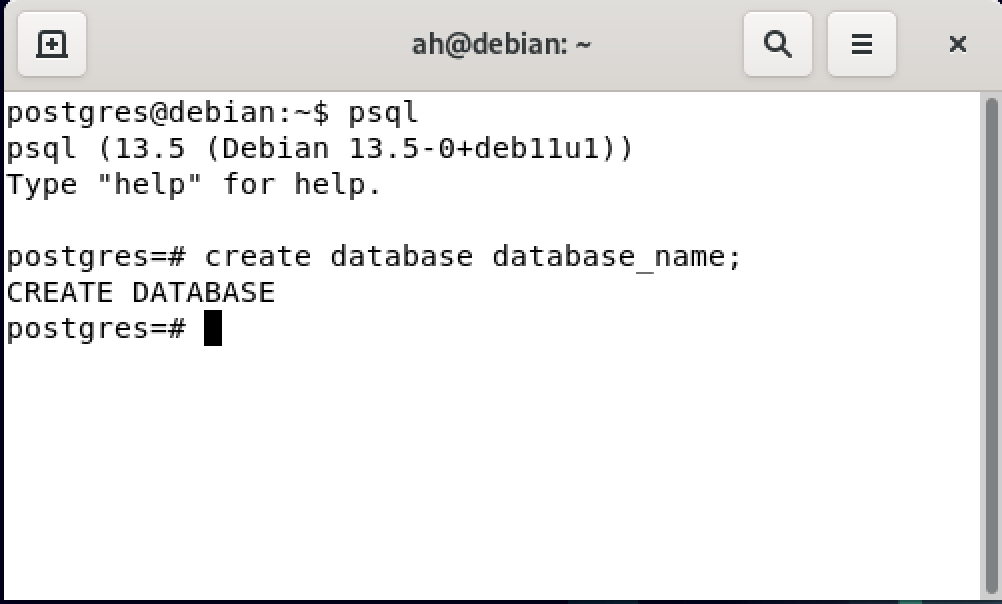 ah@debian: ~
postgres@debian:~$ psql
psql (13.5 (Debian 13.5-0+deb11u1))
Type "help" for help.
postgres=# create database database_name;
CREATE DATABASE
postgres=#